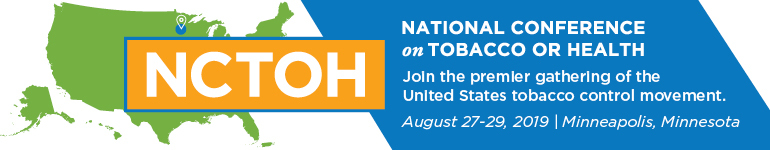 NCTOH
NATIONAL CONFERENCE
on TOBACCO OR HEALTH
Join the premier gathering of the
United States tobacco control movement.
August 27-29, 2019 | Minneapolis, Minnesota